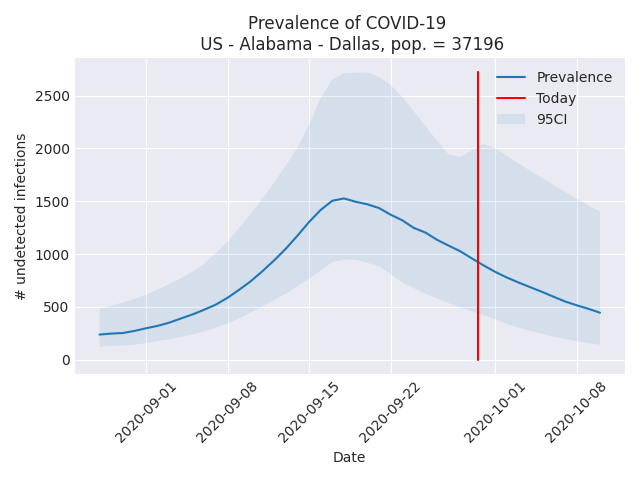 Prevalence of COVID-19
US - Alabama - Dallas, pop. = 37196
Prevalence
Today
95CI
2500
2000
1500
1000
500
0
# undetected infections
2020-09-01
2020-09-08
2020-09-15
2020-09-22
2020-10-01
2020-10-08
Date